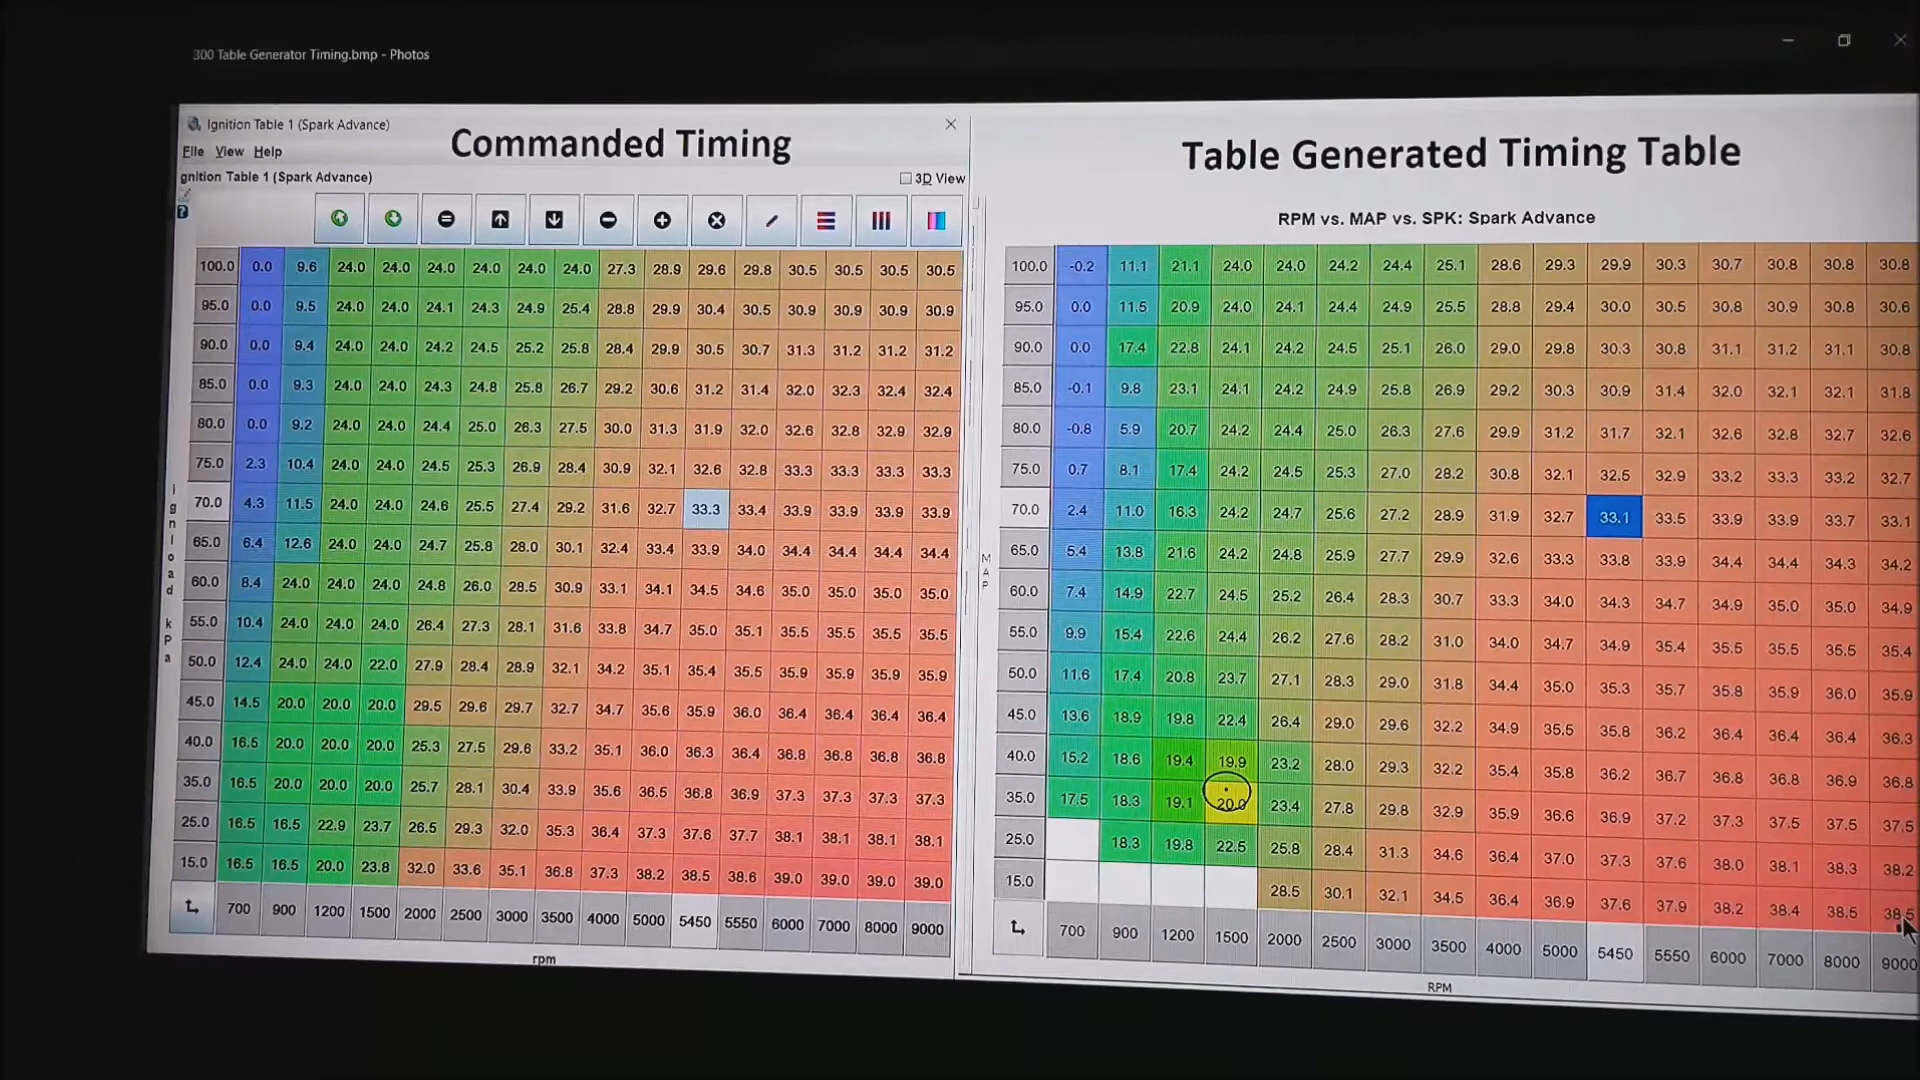 300 Table Generator Timing.bmp - Photos
Ignition Table 1 (Spark Advance)
Commanded Timing
File View Help
gnition Table 1 (Spark Advance)
3D View
100.0 0.0 9.6 24.0 24.0 24.0 24.0 24.0 24.0 27.3 28.9 29.6 29.8 30.5 30.5 30.5 30.5
95.0 0.0 9.5 24.0 24.0 24.1 24.3 24.9 25.4 28.8 29.9 30.4 30.5 30.9 30.9 30.9 30.9
90.0 0.0 9.4 24.0 24.0 24.2 24.5 25.2 25.8 28.4 29.9 30.5 30.7 31.3 31.2 31.2 31.2
85.0 0.0 9.3 24.0 24.0 24.3 24.8 25.8 26.7 29.2 30.6 31.2 31.4 32.0 32.3 32.4 32.4
80.0 0.0 9.2 24.0 24.0 24.4 25.0 26.3 27.5 30.0 31.3 31.9 32.0 32.6 32.8 32.9 32.9
75.0 2.3 10.4 24.0 24.0 24.5 25.3 26.9 28.4 30.9 32.1 32.6 32.8 33.3 33.3 33.3 33.3
70.0 4.3 11.5 24.0 24.0 24.6 25.5 27.4 29.2 31.6 32.7 33.3 33.4 33.9 33.9 33.9 33.9
65.0 6.4 12.6 24.0 24.0 24.7 25.8 28.0 30.1 32.4 33.4 33.9 34.0 34.4 34.4 34.4 34.4
60.0 8.4 24.0 24.0 24.0 24.8 26.0 28.5 30.9 33.1 34.1 34.5 34.6 35.0 35.0 35.0 35.0
55.0 10.4 24.0 24.0 24.0 26.4 27.3 28.1 31.6 33.8 34.7 35.0 35.1 35.5 35.5 35.5 35.5
50.0 12.4 24.0 24.0 22.0 27.9 28.4 28.9 32.1 34.2 35.1 35.4 35.5 35.9 35.9 35.9 35.9
45.0 14.5 20.0 20.0 20.0 29.5 29.6 29.7 32.7 34.7 35.6 35.9 36.0 36.4 36.4 36.4 36.4
40.0 16.5 20.0 20.0 20.0 25.3 27.5 29.6 33.2 35.1 36.0 36.3 36.4 36.8 36.8 36.8 36.8
35.0 16.5 20.0 20.0 20.0 25.7 28.1 30.4 33.9 35.6 36.5 36.8 36.9 37.3 37.3 37.3 37.3
25.0 16.5 16.5 22.9 23.7 26.5 29.3 32.0 35.3 36.4 37.3 37.6 37.7 38.1 38.1 38.1 38.1
15.0 16.5 16.5 20.0 23.8 32.0 33.6 35.1 36.8 37.3 38.2 38.5 38.6 39.0 39.0 39.0 39.0
700 900 1200 1500 2000 2500 3000 3500 4000 5000 5450 5550 6000 7000 8000 9000
rpm
Ignload kPa
Table Generated Timing Table
RPM vs. MAP vs. SPK: Spark Advance
100.0 -0.2 11.1 21.1 24.0 24.0 24.2 24.4 25.1 28.6 29.3 29.9 30.3 30.7 30.8 30.8 30.8
95.0 0.0 11.5 20.9 24.0 24.1 24.4 24.9 25.5 28.8 29.4 30.0 30.5 30.8 30.9 30.8 30.6
90.0 0.0 17.4 22.8 24.1 24.2 24.5 25.1 26.0 29.0 29.8 30.3 30.8 31.1 31.2 31.1 30.8
85.0 -0.1 9.8 23.1 24.1 24.2 24.9 25.8 26.9 29.2 30.3 30.9 31.4 32.0 32.1 32.1 31.8
80.0 -0.8 5.9 20.7 24.2 24.4 25.0 26.3 27.6 29.9 31.2 31.7 32.1 32.6 32.8 32.7 32.6
75.0 0.7 8.1 17.4 24.2 24.5 25.3 27.0 28.2 30.8 32.1 32.5 32.9 33.2 33.3 33.2 32.7
70.0 2.4 11.0 16.3 24.2 24.7 25.6 27.2 28.9 31.9 32.7 33.1 33.5 33.9 33.9 33.7 33.1
65.0 5.4 13.8 21.6 24.2 24.8 25.9 27.7 29.9 32.6 33.3 33.8 33.9 34.4 34.4 34.3 34.2
60.0 7.4 14.9 22.7 24.5 25.2 26.4 28.3 30.7 33.3 34.0 34.3 34.7 34.9 35.0 35.0 34.9
55.0 9.9 15.4 22.6 24.4 26.2 27.6 28.2 31.0 34.0 34.7 34.9 35.4 35.5 35.5 35.5 35.4
50.0 11.6 17.4 20.8 23.7 27.1 28.3 29.0 31.8 34.4 35.0 35.3 35.7 35.8 35.9 36.0 35.9
45.0 13.6 18.9 19.8 22.4 26.4 29.0 29.6 32.2 34.9 35.5 35.8 36.2 36.4 36.4 36.4 36.3
40.0 15.2 18.6 19.4 19.9 23.2 28.0 29.3 32.2 35.4 35.8 36.2 36.7 36.8 36.8 36.9 36.8
35.0 17.5 18.3 19.1 20.0 23.4 27.8 29.8 32.9 35.9 36.6 36.9 37.2 37.3 37.5 37.5 37.5
25.0 18.3 19.8 22.5 25.8 28.4 31.3 34.6 36.4 37.0 37.3 37.6 38.0 38.1 38.3 38.2
15.0 28.5 30.1 32.1 34.5 36.4 36.9 37.6 37.9 38.2 38.4 38.5 38.5
700 900 1200 1500 2000 2500 3000 3500 4000 5000 5450 5550 6000 7000 8000 9000
RPM
MAP